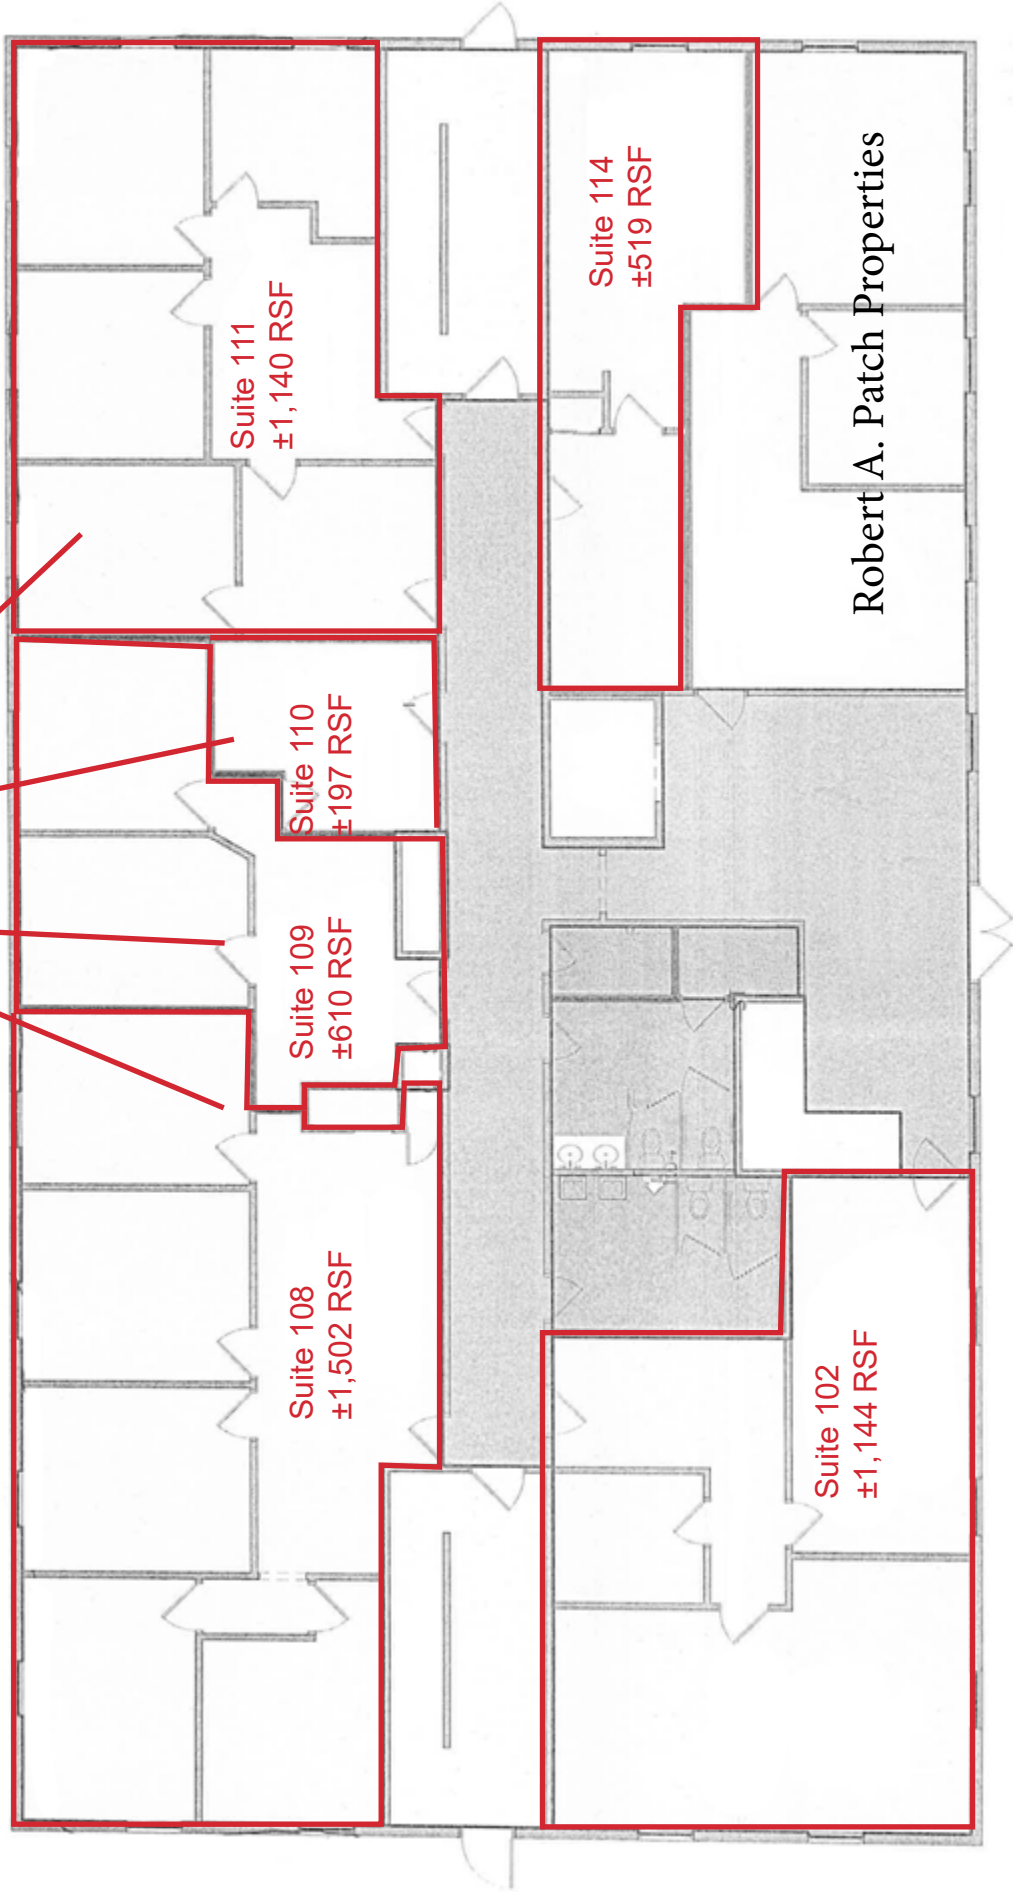 Suite 111
±1,140 RSF
Suite 114
±519 RSF
Robert A. Patch Properties
Suite 110
±197 RSF
Suite 109
±610 RSF
Suite 108
±1,502 RSF
Suite 102
±1,144 RSF